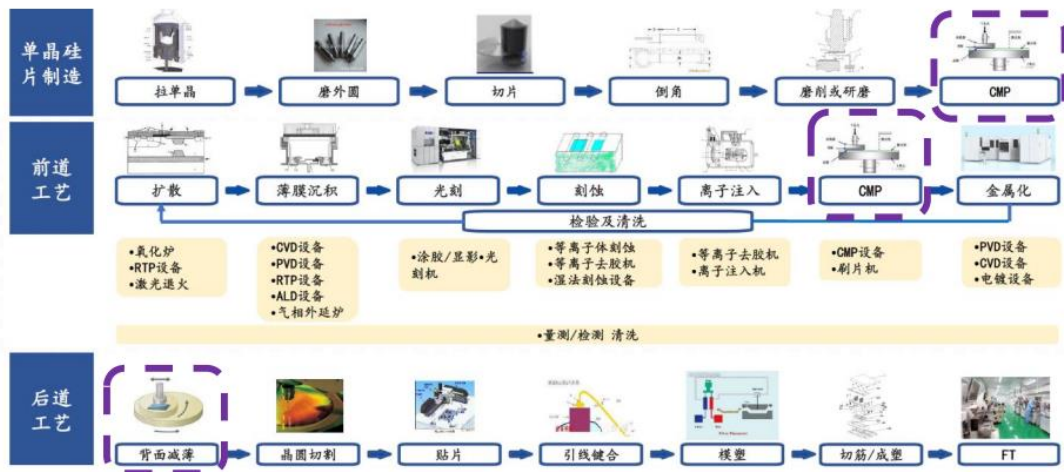 单晶硅
片制造
拉单晶
磨外圆
切片
倒角
磨削或研磨
CMP
前道
工艺
扩散
薄膜沉积
光刻
刻蚀
离子注入
CMP
金属化
检验及清洗
•氧化炉
•RTP设备
•激光退火
•CVD设备
•PVD设备
•RTP设备
•ALD设备
•气相外延炉
•涂胶/显影•光
刻机
•等离子体刻蚀
•等离子去胶机
•湿法刻蚀设备
•等离子去胶机
•离子注入机
•CMP设备
•刷片机
•PVD设备
•CVD设备
•电镀设备
•量测/检测 清洗
后道
工艺
背面减薄
晶圆切割
贴片
引线键合
模塑
切筋/成塑
FT